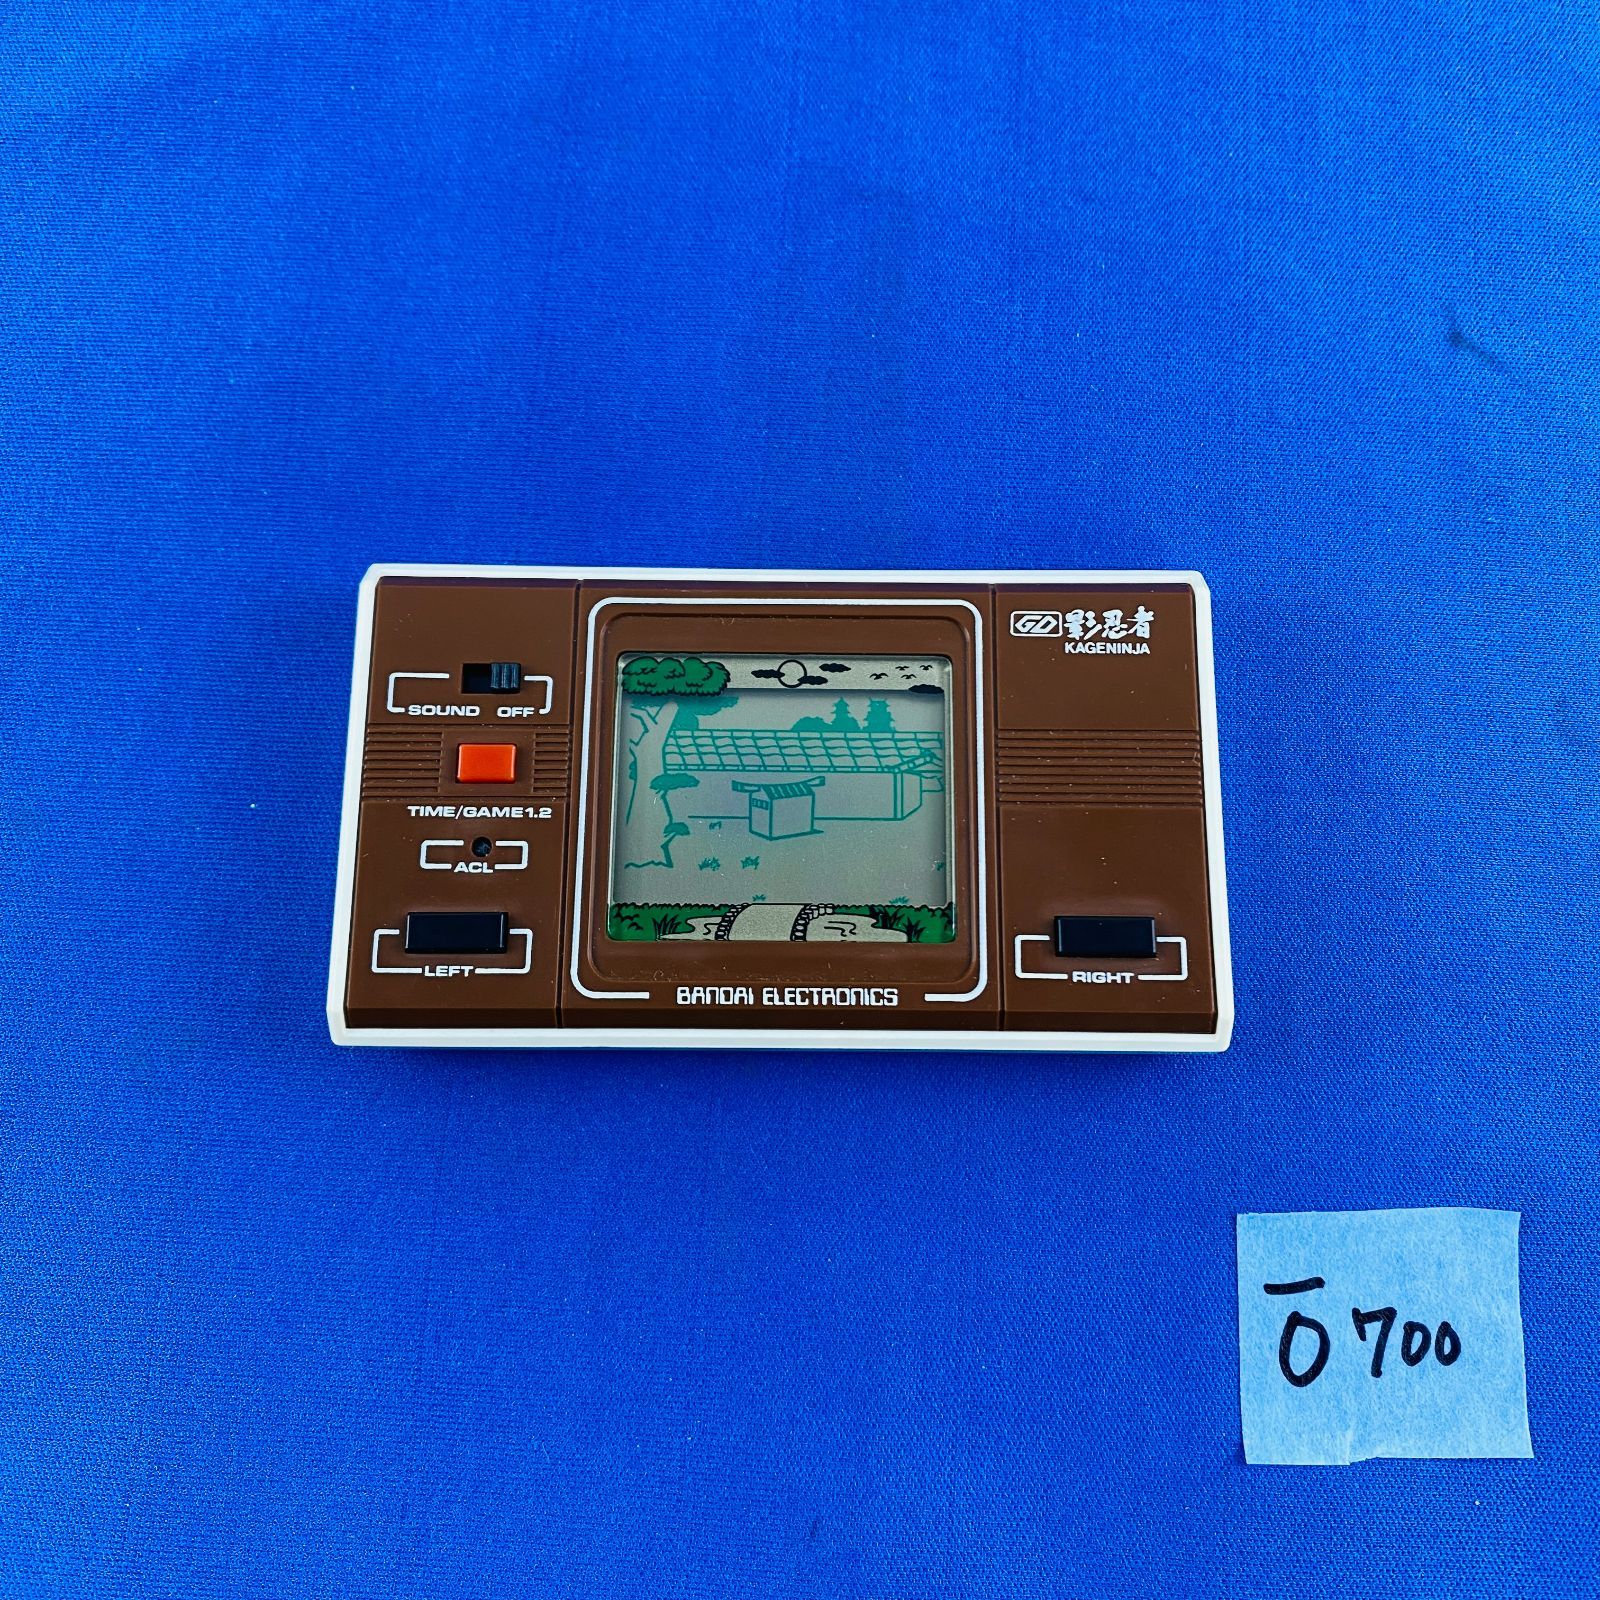 GD 影忍者
KAGENINJA
SOUND OFF
TIME/GAME1.2
ACL
LEFT
RIGHT
BANDAI ELECTRONICS
ō700